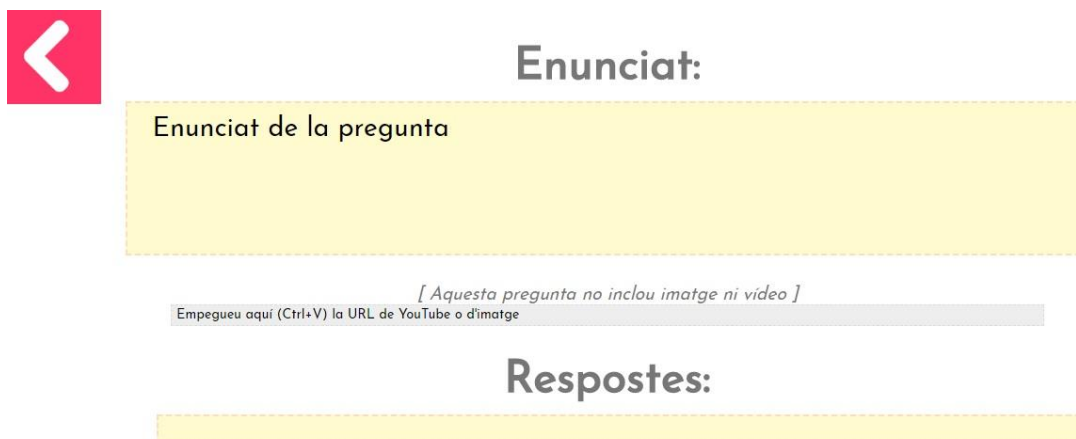 Enunciat:
Enunciat de la pregunta
[ Aquesta pregunta no inclou imatge ni vídeo ]
Empegueu aquí (Ctrl+V) la URL de YouTube o d'imatge
Respostes: